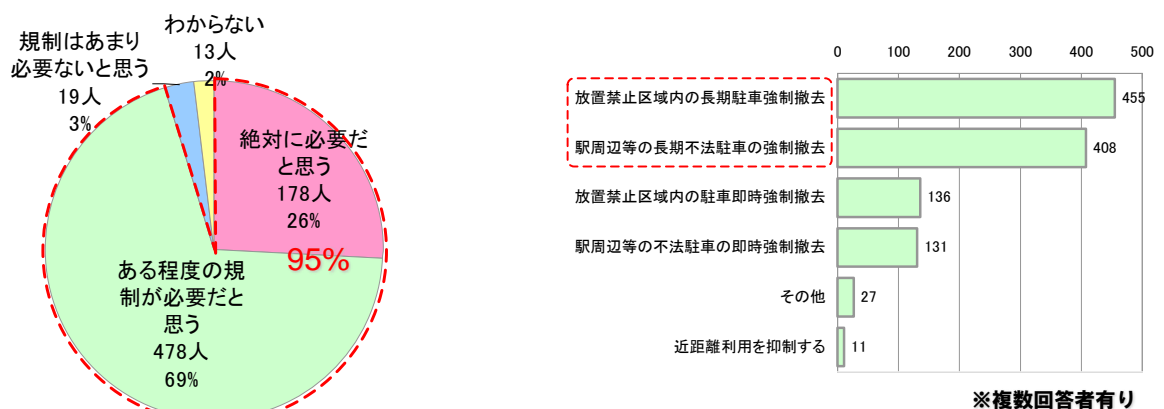 わからない
13人
2%
規制はあまり
必要ないと思う
19人
3%
絶対に必要だ
と思う
178人
26%
95%
ある程度の規
制が必要だと
思う
478人
69%
0 100 200 300 400 500
放置禁止区域内の長期駐車強制撤去 455
駅周辺等の長期不法駐車の強制撤去 408
放置禁止区域内の駐車即時強制撤去 136
駅周辺等の不法駐車の即時強制撤去 131
その他 27
近距離利用を抑制する 11
※複数回答者有り